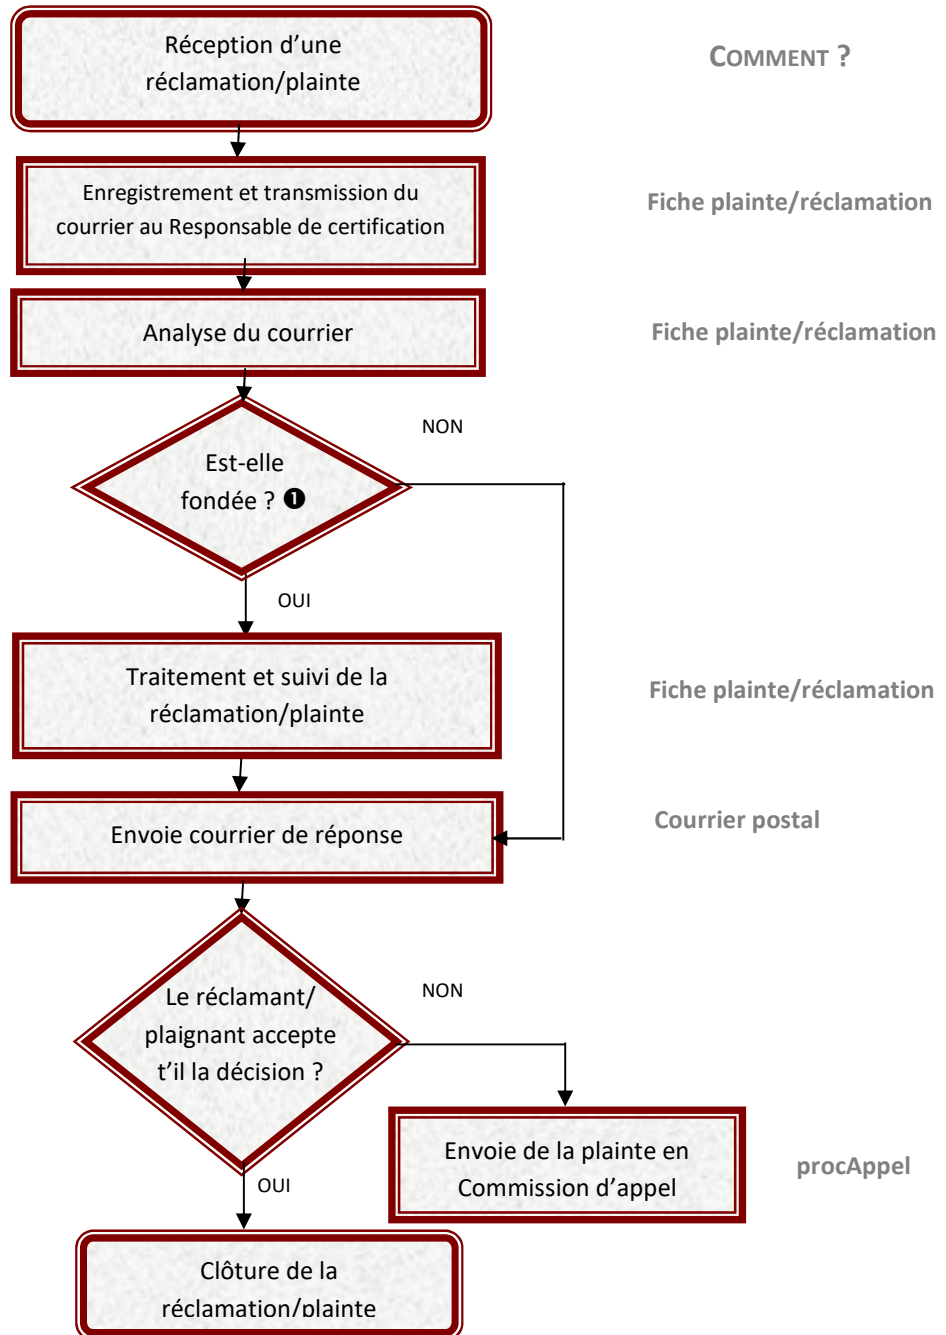 Réception d’une
réclamation/plainte
COMMENT ?
Enregistrement et transmission du
courrier au Responsable de certification
Fiche plainte/réclamation
Analyse du courrier
Fiche plainte/réclamation
NON
Est-elle
fondée ? ❶
OUI
Traitement et suivi de la
réclamation/plainte
Fiche plainte/réclamation
Envoie courrier de réponse
Courrier postal
NON
Le réclamant/
plaignant accepte
t’il la décision ?
Envoie de la plainte en
Commission d’appel
procAppel
OUI
Clôture de la
réclamation/plainte